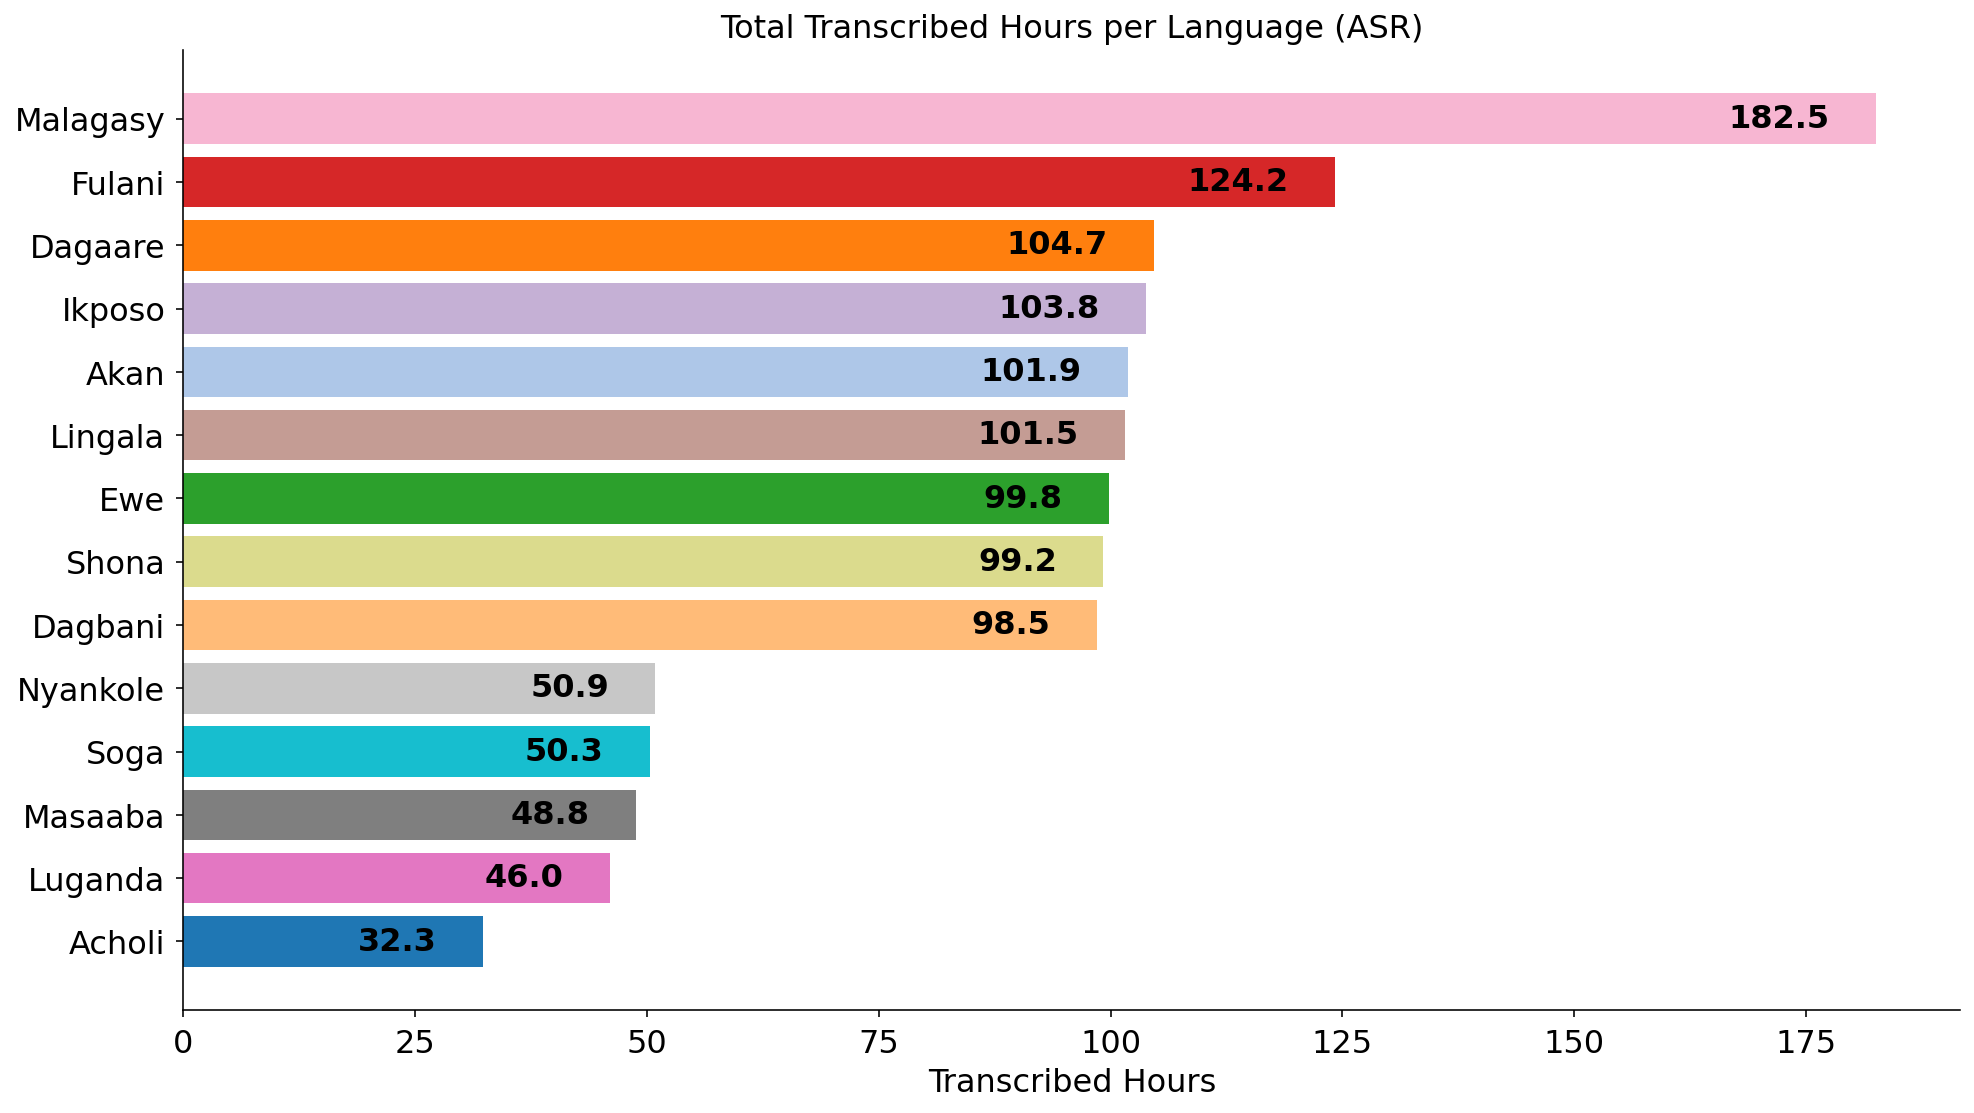 Total Transcribed Hours per Language (ASR)
Malagasy 182.5
Fulani 124.2
Dagaare 104.7
Ikposo 103.8
Akan 101.9
Lingala 101.5
Ewe 99.8
Shona 99.2
Dagbani 98.5
Nyankole 50.9
Soga 50.3
Masaaba 48.8
Luganda 46.0
Acholi 32.3
0 25 50 75 100 125 150 175
Transcribed Hours